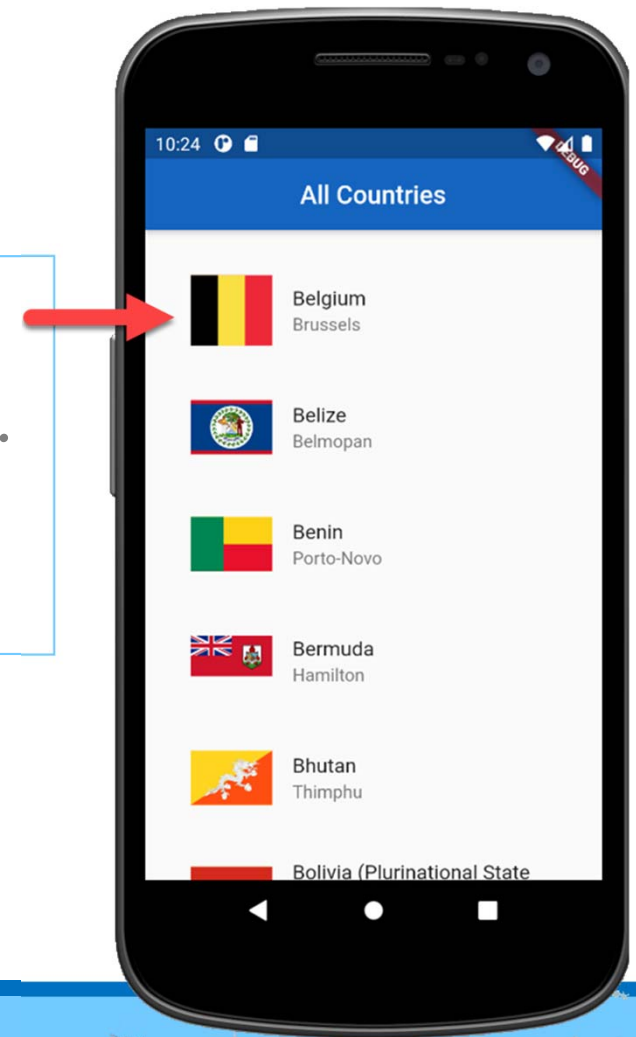 10:24
DEBUG
All Countries
Belgium
Brussels
Belize
Belmopan
Benin
Porto-Novo
Bermuda
Hamilton
Bhutan
Thimphu
Bolivia (Plurinational State